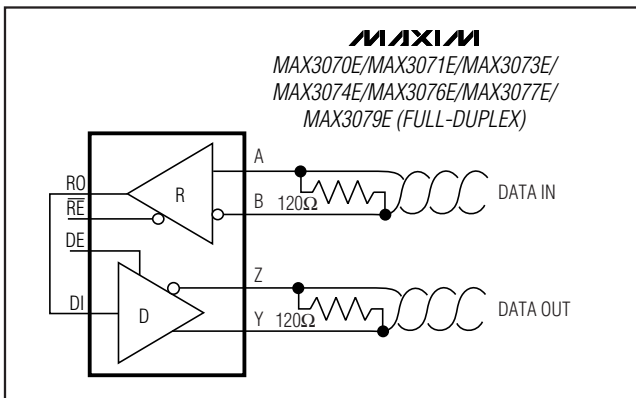 MAXIM
MAX3070E/MAX3071E/MAX3073E/
MAX3074E/MAX3076E/MAX3077E/
MAX3079E (FULL-DUPLEX)
A
RO
R
RE
B
120Ω
DATA IN
DE
Z
DI
D
Y
120Ω
DATA OUT